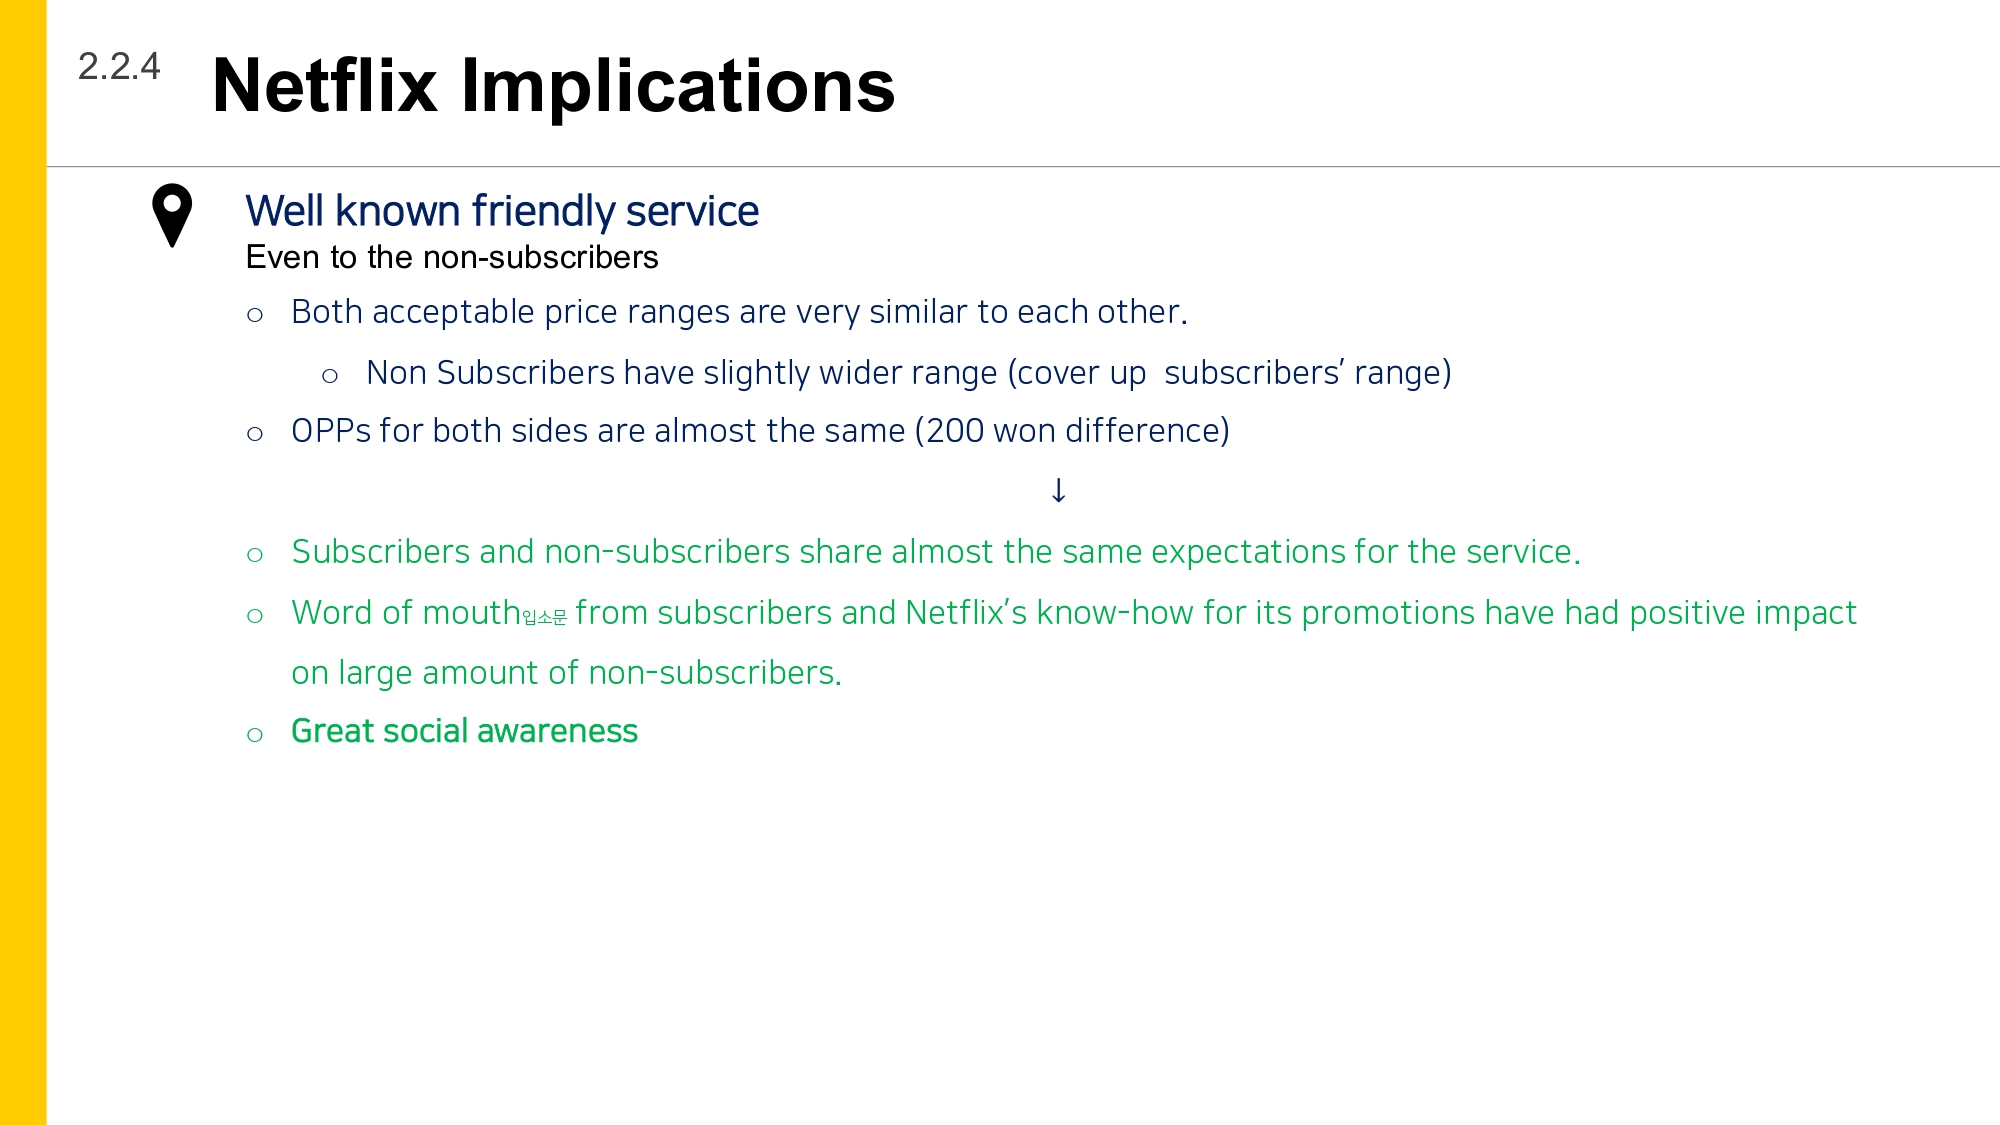 2.2.4
Netflix Implications
Well known friendly service
Even to the non-subscribers
○ Both acceptable price ranges are very similar to each other.
○ Non Subscribers have slightly wider range (cover up  subscribers’ range)
○ OPPs for both sides are almost the same (200 won difference)
↓
○ Subscribers and non-subscribers share almost the same expectations for the service.
○ Word of mouth입소문 from subscribers and Netflix’s know-how for its promotions have had positive impact
on large amount of non-subscribers.
○ Great social awareness